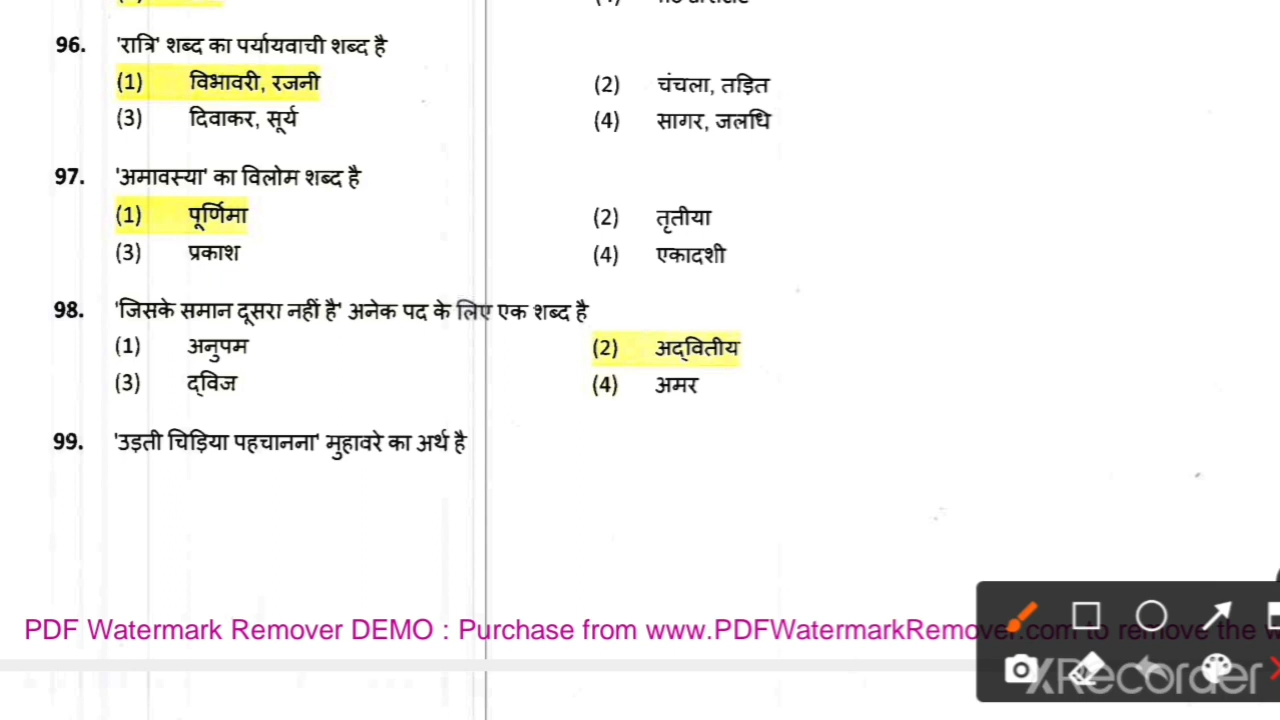 96. 'रात्रि' शब्द का पर्यायवाची शब्द है
(1) विभावरी, रजनी (2) चंचला, तड़ित
(3) दिवाकर, सूर्य (4) सागर, जलधि
97. 'अमावस्या' का विलोम शब्द है
(1) पूर्णिमा (2) तृतीया
(3) प्रकाश (4) एकादशी
98. 'जिसके समान दूसरा नहीं है' अनेक पद के लिए एक शब्द है
(1) अनुपम (2) अद्वितीय
(3) द्विज (4) अमर
99. 'उड़ती चिड़िया पहचानना' मुहावरे का अर्थ है
PDF Watermark Remover DEMO : Purchase from www.PDFWatermarkRemover.com to remove the
XRecorder